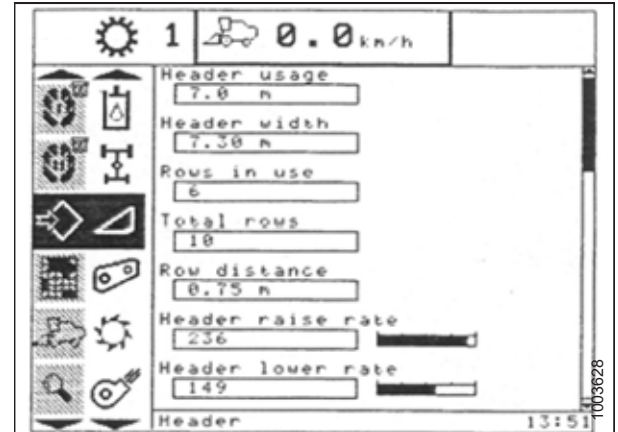 1 0.0 km/h
Header usage
7.0 m
Header width
7.30 m
Rows in use
6
Total rows
10
Row distance
0.75 m
Header raise rate
236
Header lower rate
149
Header 13:51
1003628